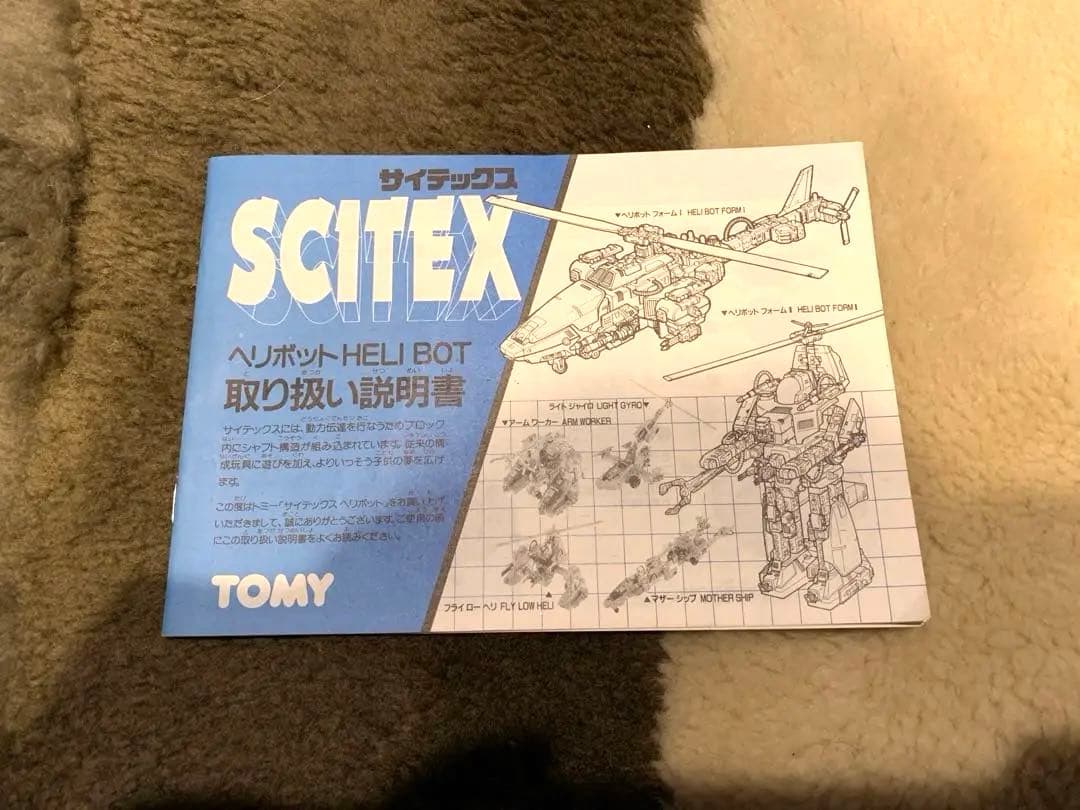 サイテックス
SCITEX
ヘリボット HELI BOT
取り扱い説明書
サイテックスには、動力伝達を行なうためブロック
内にシャフト構造が組み込まれています。従来の構
成玩具に遊びを加え、よりいっそう子供の夢を広げ
ます。
この度はトミー「サイテックス ヘリボット」をお買い上げ
いただきまして、誠にありがとうございます。ご使用の前
にこの取り扱い説明書をよくお読みください。
TOMY
▼ヘリボット フォームⅠ HELI BOT FORM Ⅰ
▼ヘリボット フォームⅡ HELI BOT FORM Ⅱ
ライト ジャイロ LIGHT GYRO▼
▼アーム ワーカー ARM WORKER
フライ ロー ヘリ FLY LOW HELI ▲
▲マザー シップ MOTHER SHIP